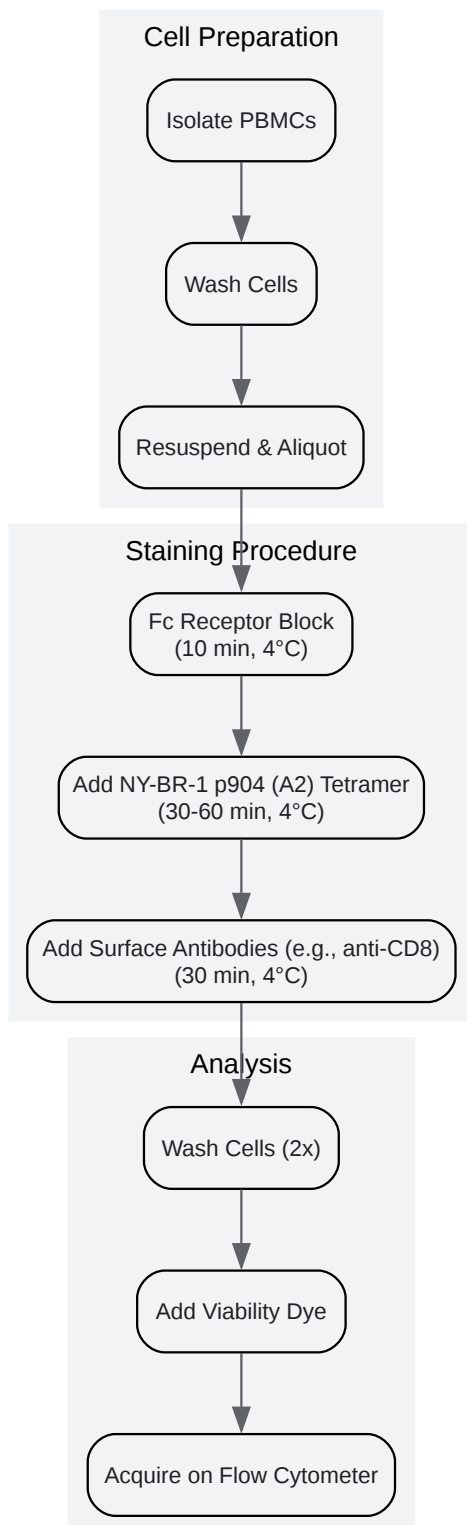 Cell Preparation
Isolate PBMCs
Wash Cells
Resuspend & Aliquot
Staining Procedure
Fc Receptor Block
(10 min, 4°C)
Add NY-BR-1 p904 (A2) Tetramer
(30-60 min, 4°C)
Add Surface Antibodies (e.g., anti-CD8)
(30 min, 4°C)
Analysis
Wash Cells (2x)
Add Viability Dye
Acquire on Flow Cytometer